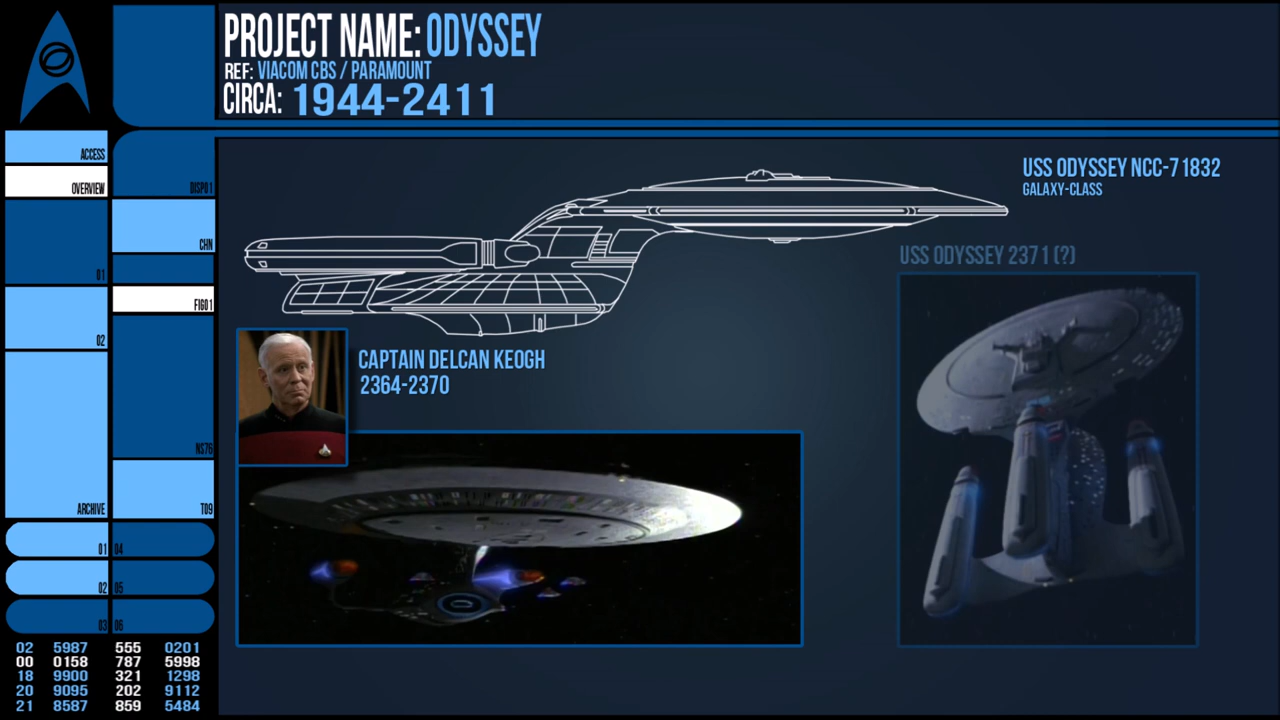 PROJECT NAME: ODYSSEY
REF: VIACOM CBS / PARAMOUNT
CIRCA: 1944-2411
ACCESS
OVERVIEW
01
02
ARCHIVE
01
02
03
DISP01
CHN
FIG01
NS76
T09
04
05
06
02 5987 555 0201
00 0158 787 5998
18 9900 321 1298
20 9095 202 9112
21 8587 859 5484
USS ODYSSEY NCC-71832
GALAXY-CLASS
USS ODYSSEY 2371 (?)
CAPTAIN DELCAN KEOGH
2364-2370